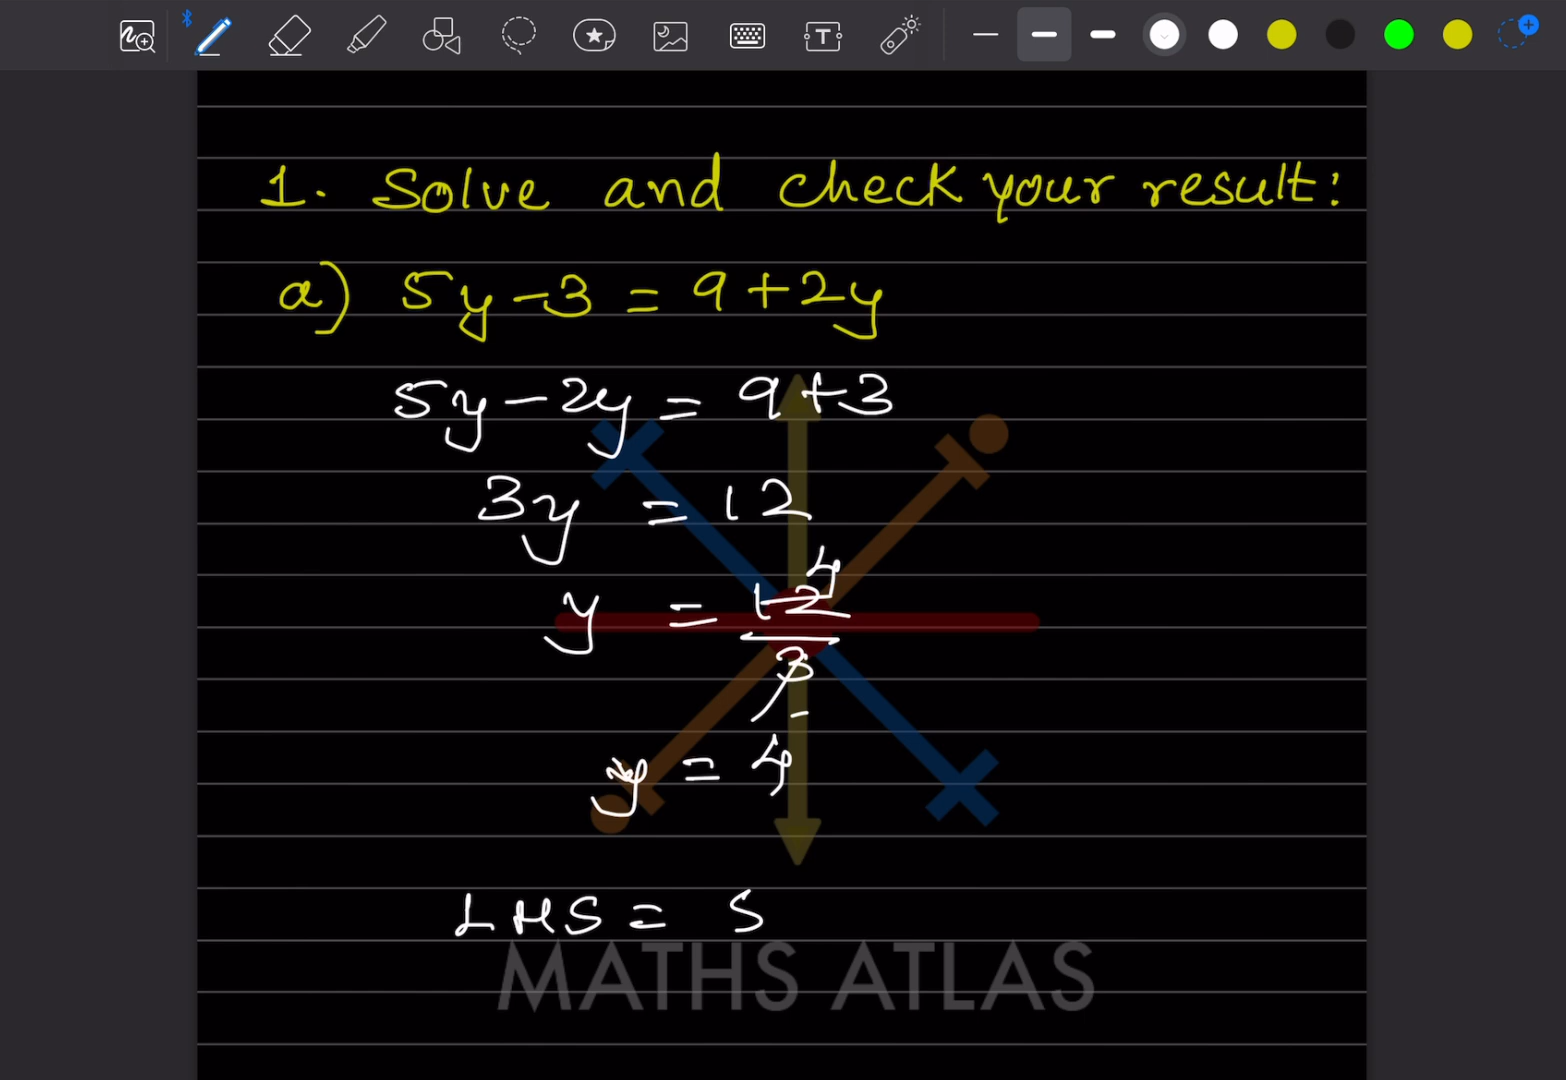 1. Solve and check your result:
a) 5y-3 = 9+2y
5y-2y = 9+3
3y = 12
y = 12/3 4
y = 4
LHS = 5
MATHS ATLAS